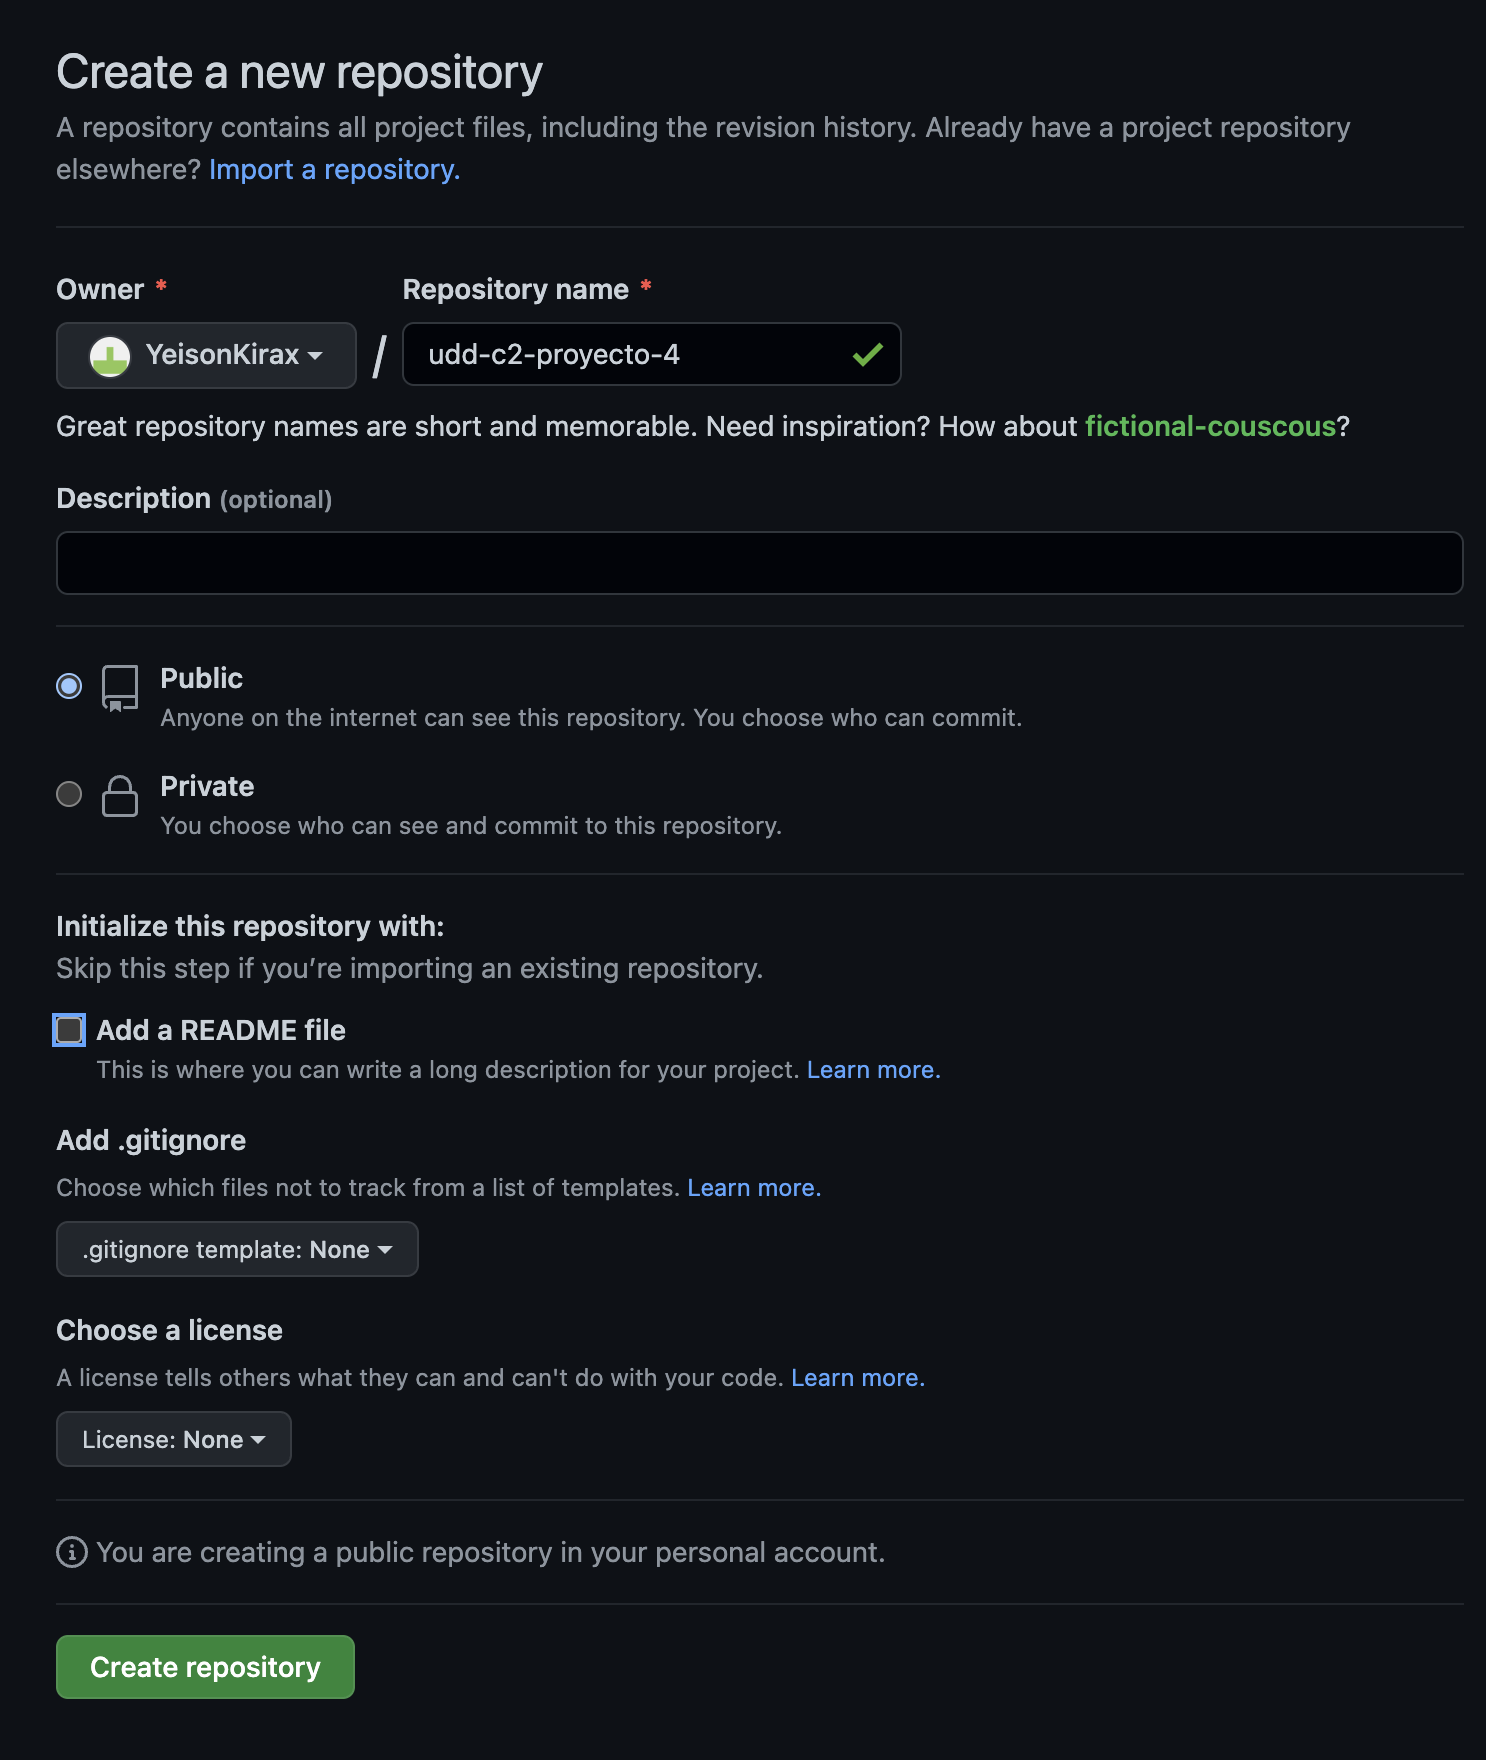 Create a new repository
A repository contains all project files, including the revision history. Already have a project repository
elsewhere? Import a repository.
Owner *
Repository name *
YeisonKirax / udd-c2-proyecto-4
Great repository names are short and memorable. Need inspiration? How about fictional-couscous?
Description (optional)
Public
Anyone on the internet can see this repository. You choose who can commit.
Private
You choose who can see and commit to this repository.
Initialize this repository with:
Skip this step if you’re importing an existing repository.
Add a README file
This is where you can write a long description for your project. Learn more.
Add .gitignore
Choose which files not to track from a list of templates. Learn more.
.gitignore template: None
Choose a license
A license tells others what they can and can't do with your code. Learn more.
License: None
You are creating a public repository in your personal account.
Create repository